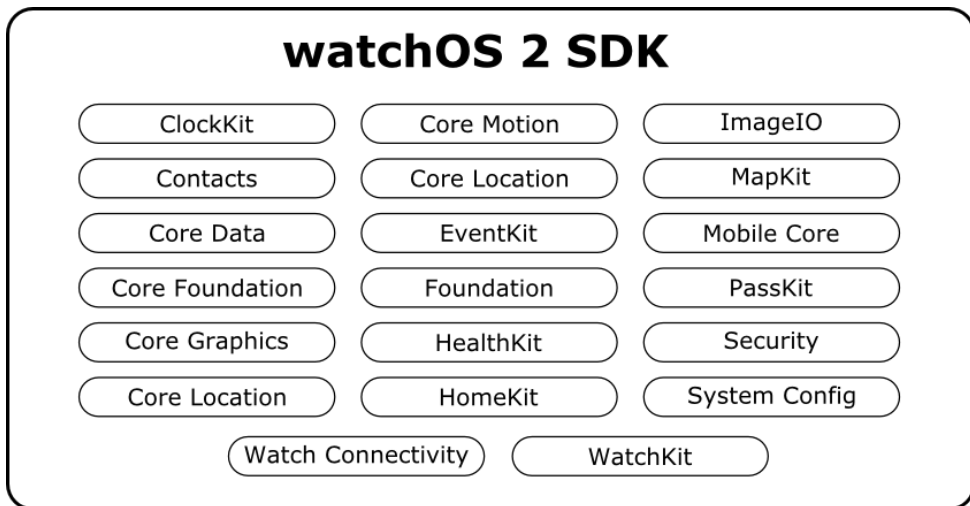 watchOS 2 SDK
ClockKit Core Motion ImageIO
Contacts Core Location MapKit
Core Data EventKit Mobile Core
Core Foundation Foundation PassKit
Core Graphics HealthKit Security
Core Location HomeKit System Config
Watch Connectivity WatchKit